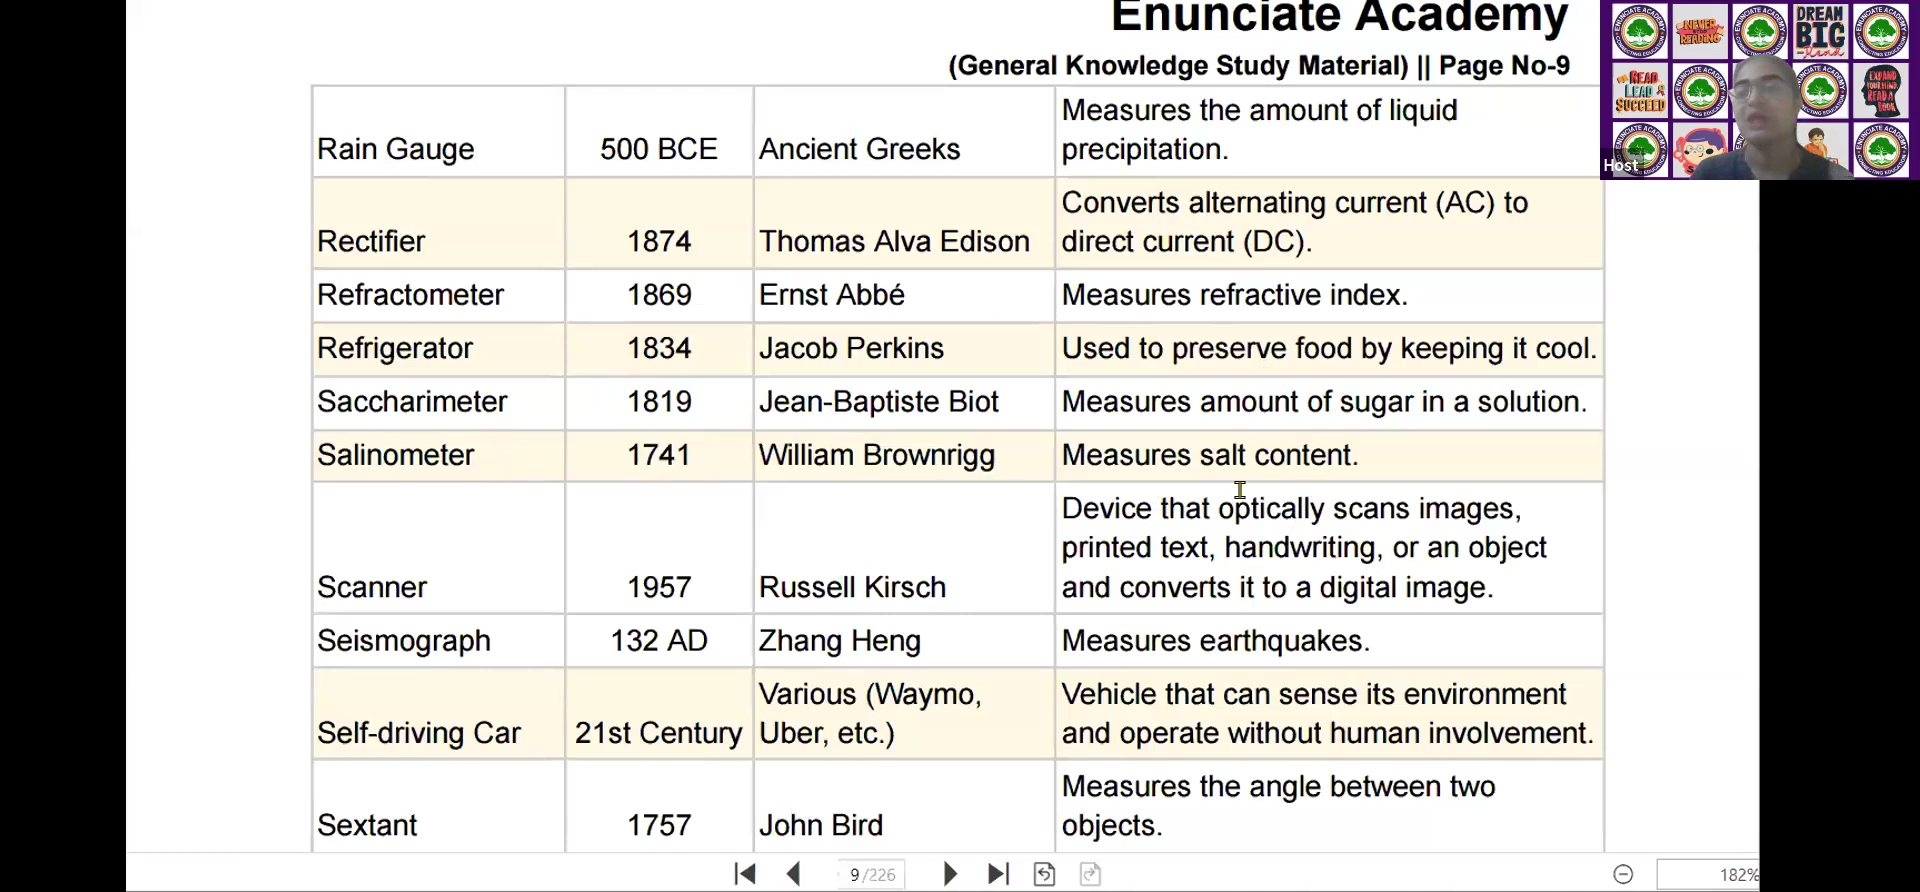 Enunciate Academy
(General Knowledge Study Material) || Page No-9
Rain Gauge 500 BCE Ancient Greeks Measures the amount of liquid
precipitation.
Rectifier 1874 Thomas Alva Edison Converts alternating current (AC) to
direct current (DC).
Refractometer 1869 Ernst Abbé Measures refractive index.
Refrigerator 1834 Jacob Perkins Used to preserve food by keeping it cool.
Saccharimeter 1819 Jean-Baptiste Biot Measures amount of sugar in a solution.
Salinometer 1741 William Brownrigg Measures salt content.
Scanner 1957 Russell Kirsch Device that optically scans images,
printed text, handwriting, or an object
and converts it to a digital image.
Seismograph 132 AD Zhang Heng Measures earthquakes.
Self-driving Car 21st Century Various (Waymo,
Uber, etc.) Vehicle that can sense its environment
and operate without human involvement.
Sextant 1757 John Bird Measures the angle between two
objects.
9 /226
182%
Host
DREAM
BIG
READ
LEAD
SUCCEED
NEVER
READING
ENUNCIATE ACADEMY